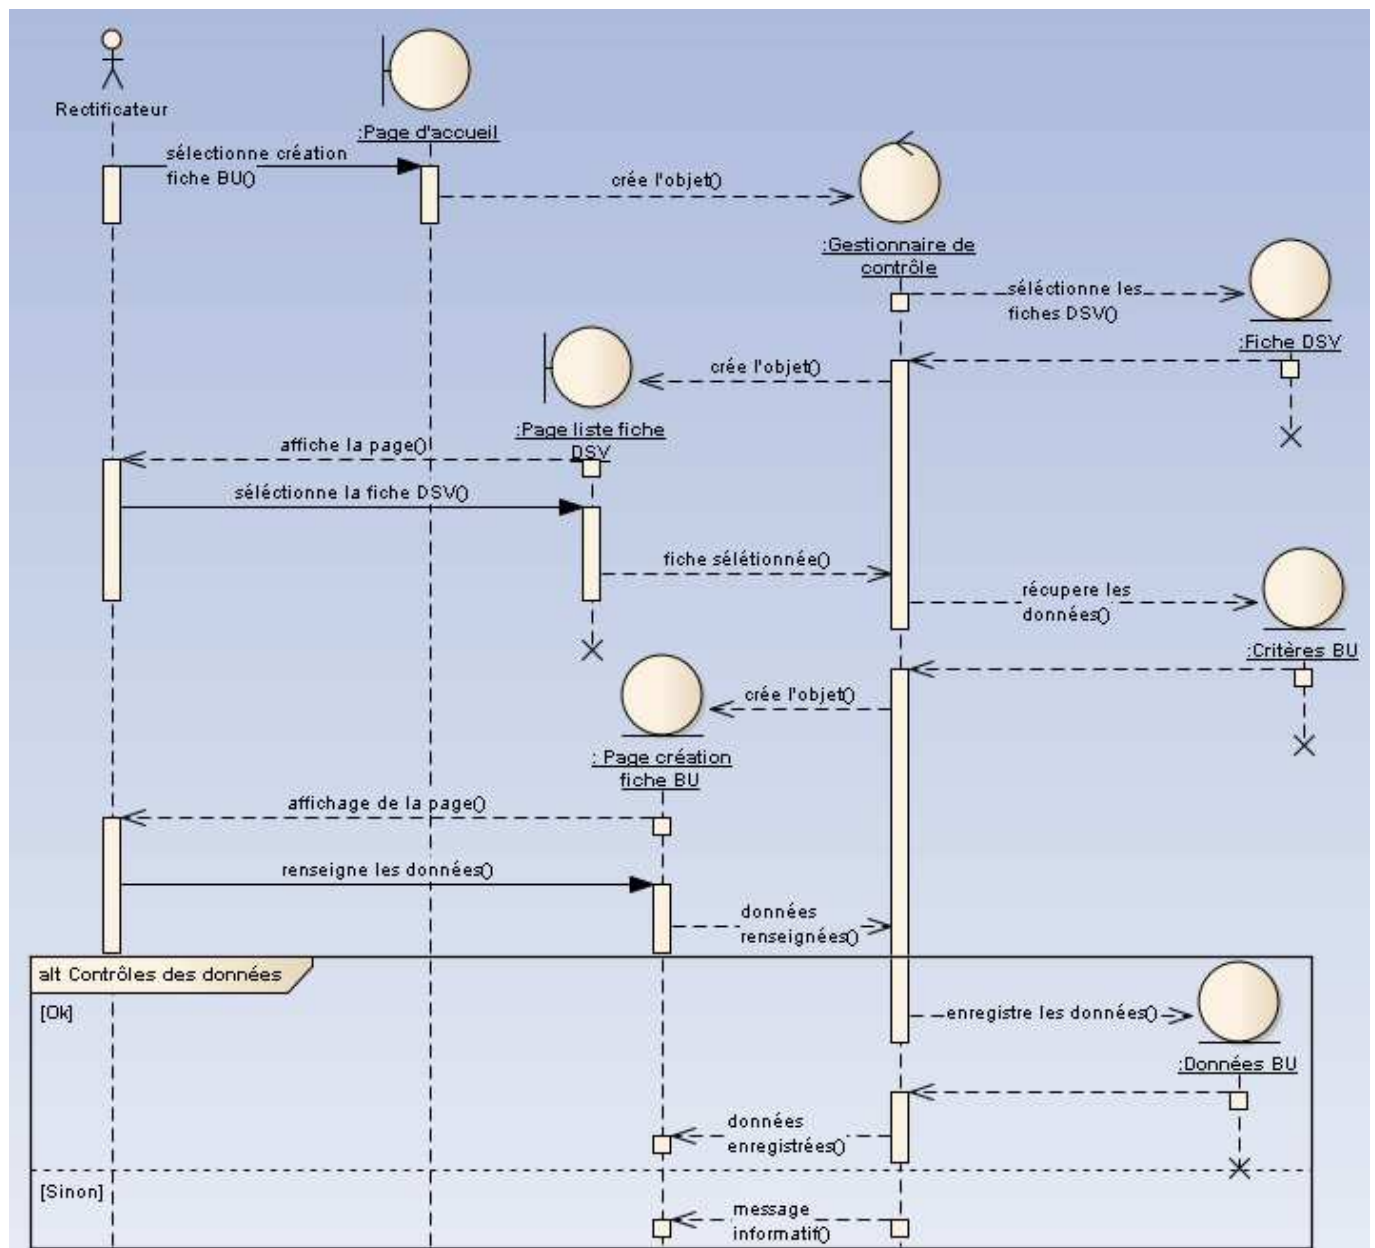 Rectificateur
:Page d'accueil
sélectionne création
fiche BU()
crée l'objet()
:Gestionnaire de
contrôle
séléctionne les
fiches DSV()
:Fiche DSV
crée l'objet()
:Page liste fiche
DSV
affiche la page()
séléctionne la fiche DSV()
fiche sélétionnée()
récupere les
données()
:Critères BU
crée l'objet()
: Page création
fiche BU
affichage de la page()
renseigne les données()
données
renseignées()
alt Contrôles des données
[Ok]
enregistre les données()
:Données BU
données
enregistrées()
[Sinon]
message
informatif()